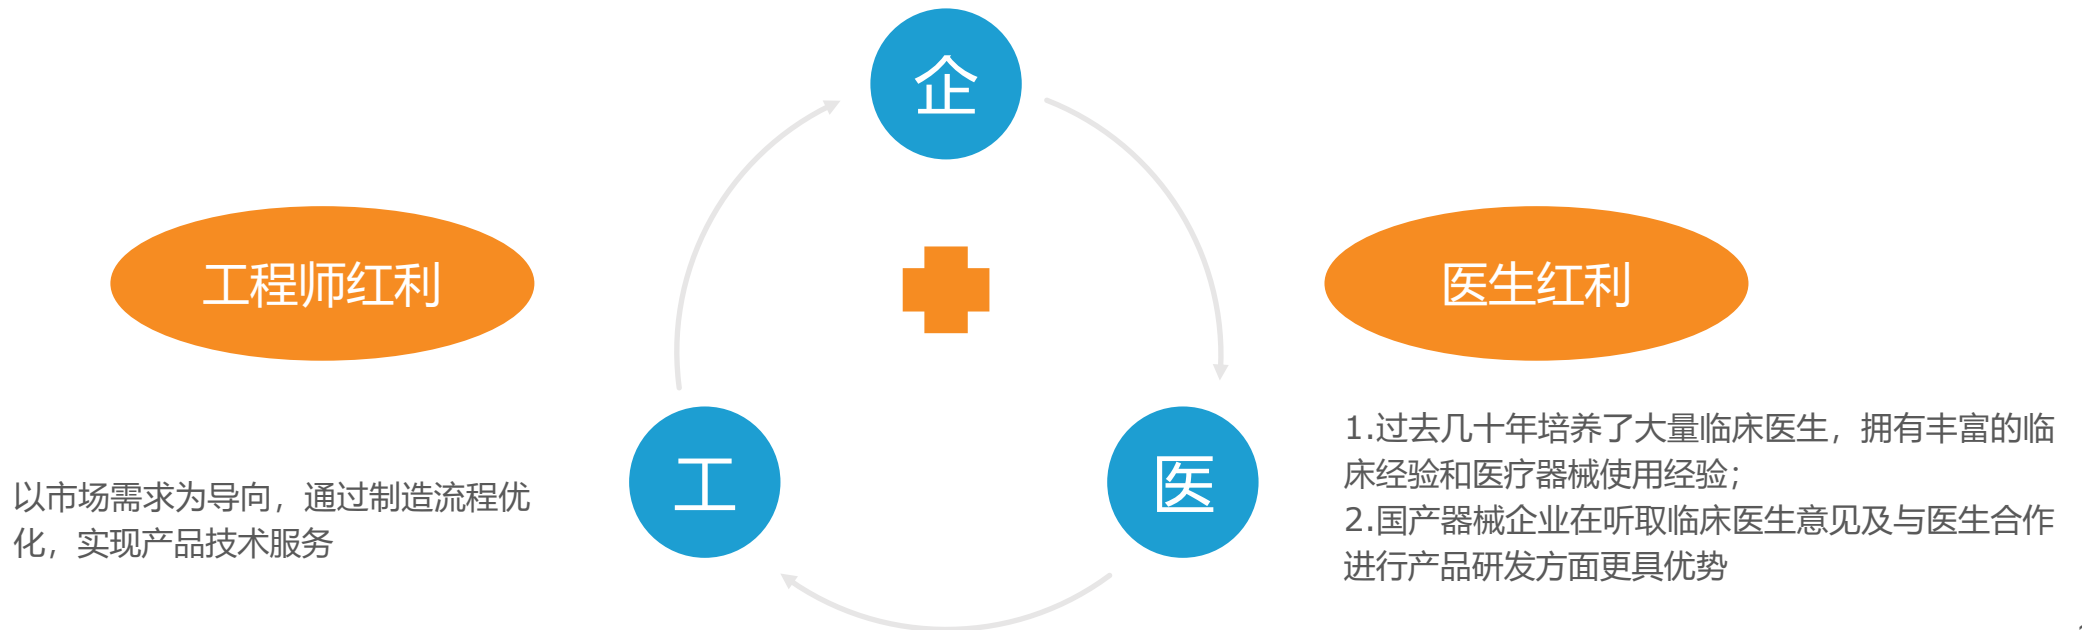 企
工程师红利
医生红利
工
医
以市场需求为导向，通过制造流程优
化，实现产品技术服务
1.过去几十年培养了大量临床医生，拥有丰富的临
床经验和医疗器械使用经验；
2.国产器械企业在听取临床医生意见及与医生合作
进行产品研发方面更具优势